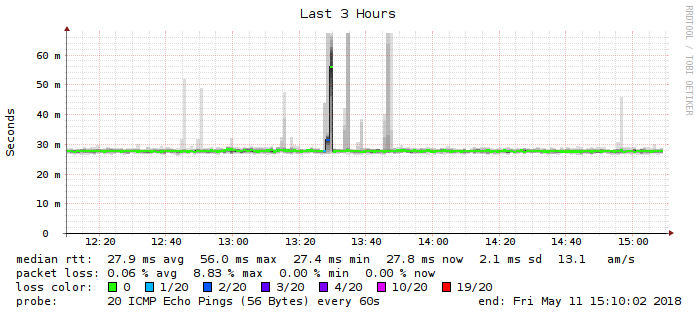 Last 3 Hours
RRDTOOL / TOBI OETIKER
Seconds
60 m
50 m
40 m
30 m
20 m
10 m
0
12:20 12:40 13:00 13:20 13:40 14:00 14:20 14:40 15:00
median rtt: 27.9 ms avg 56.0 ms max 27.4 ms min 27.8 ms now 2.1 ms sd 13.1 am/s
packet loss: 0.06 % avg 8.83 % max 0.00 % min 0.00 % now
loss color: 0 1/20 2/20 3/20 4/20 10/20 19/20
probe: 20 ICMP Echo Pings (56 Bytes) every 60s end: Fri May 11 15:10:02 2018